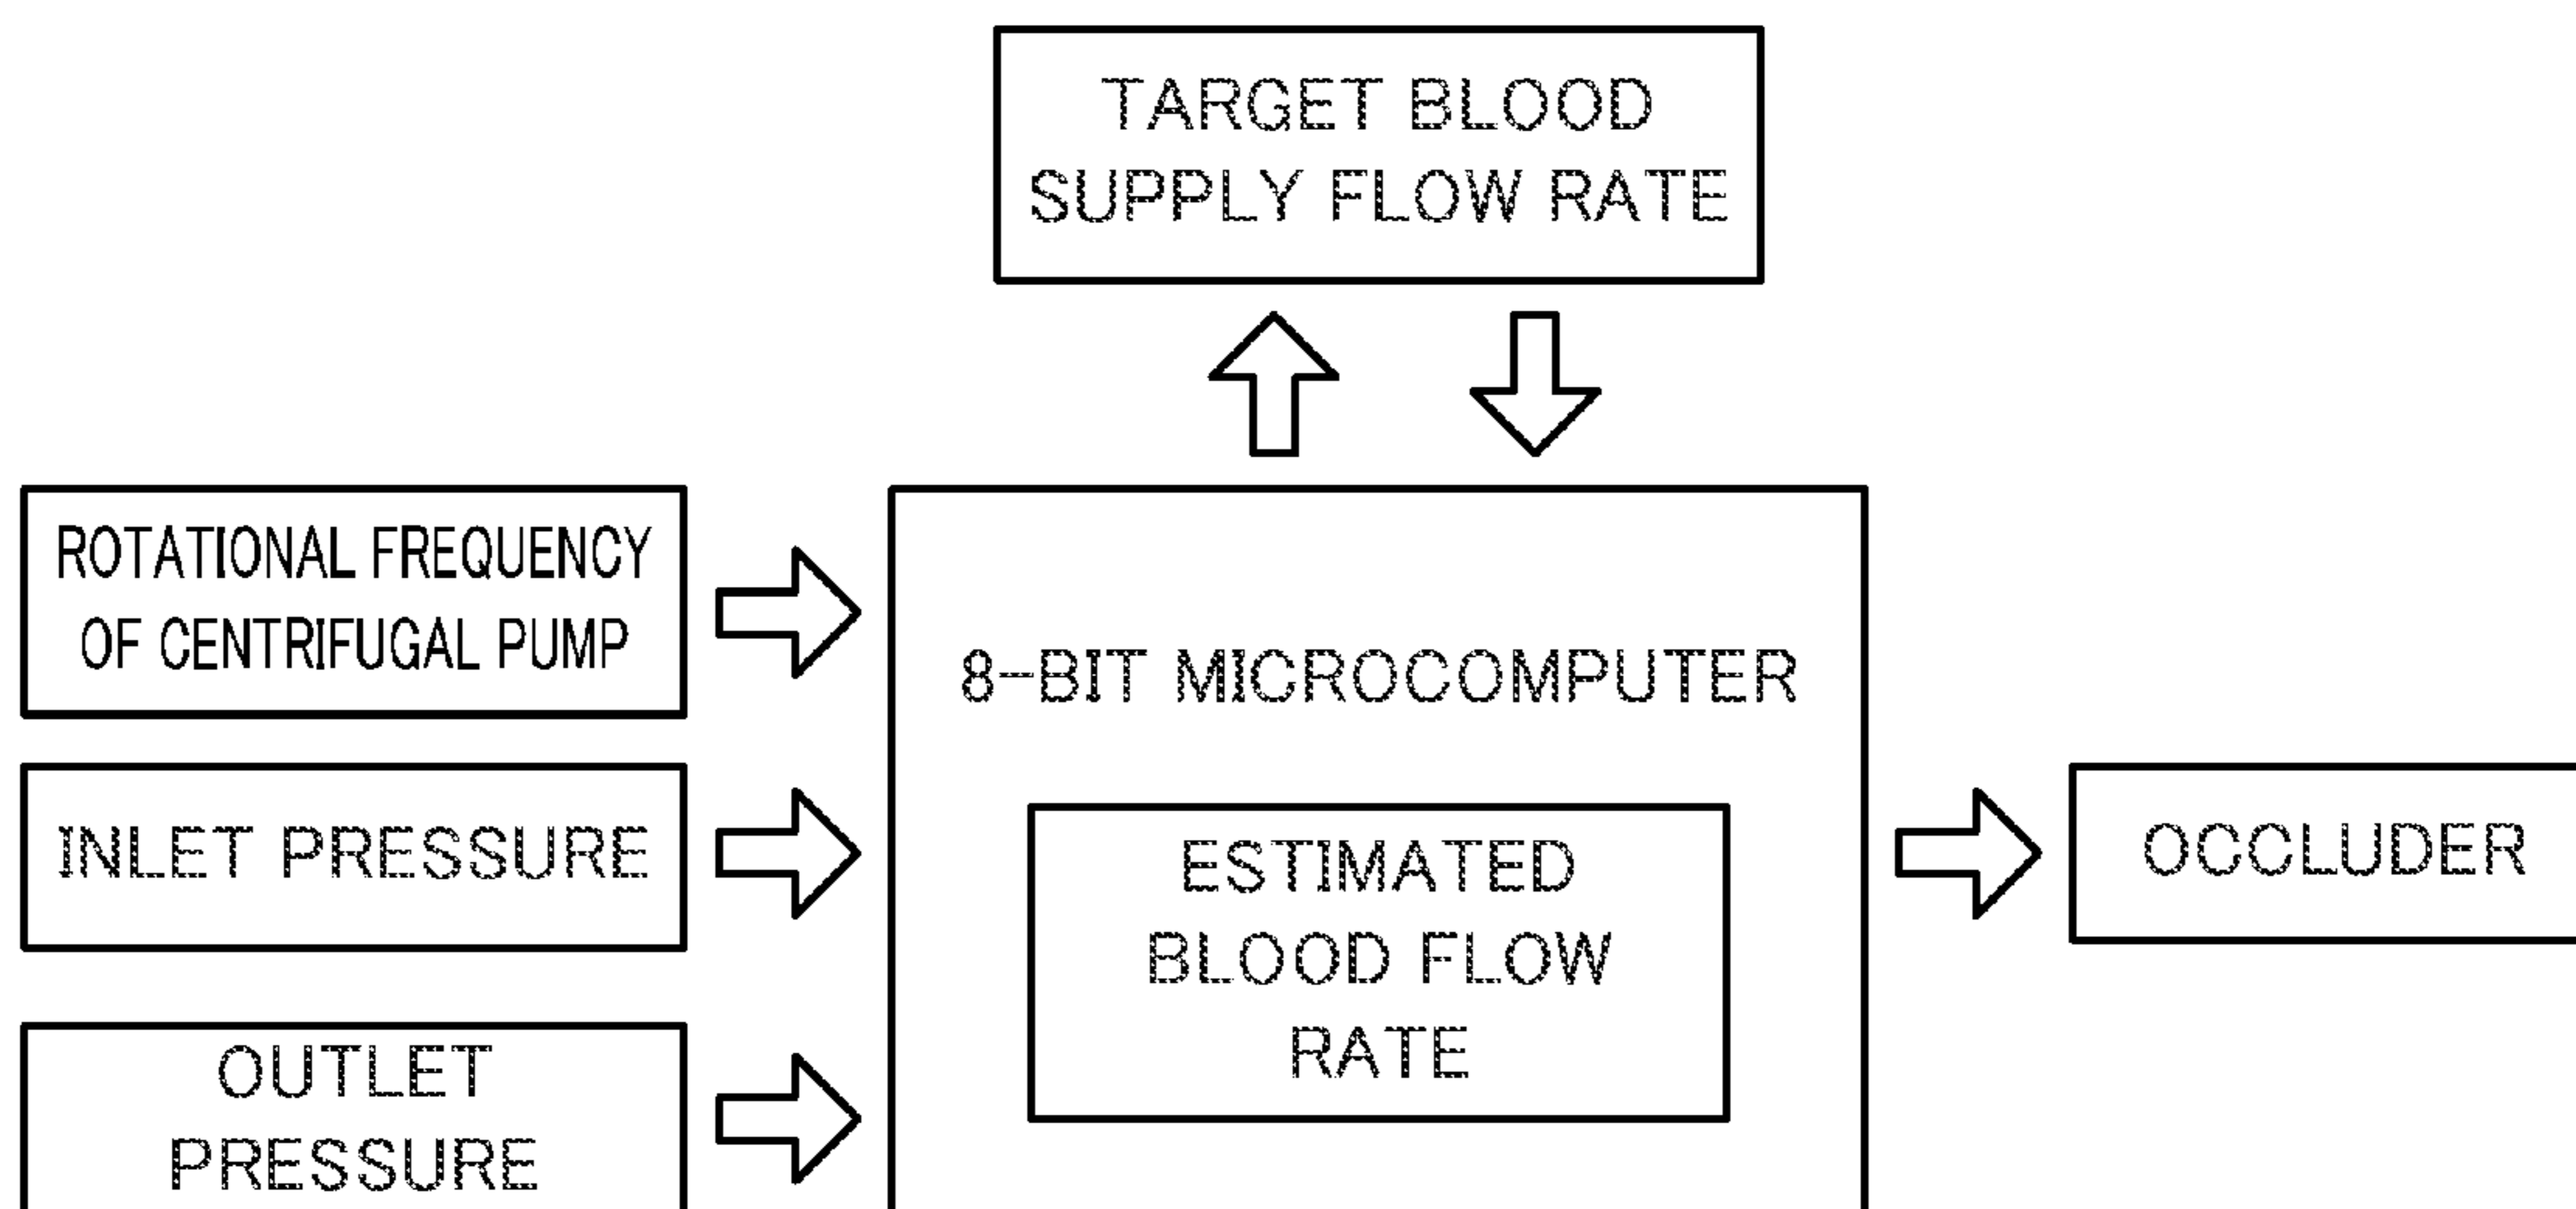 TARGET BLOOD
SUPPLY FLOW RATE
ROTATIONAL FREQUENCY
OF CENTRIFUGAL PUMP
8-BIT MICROCOMPUTER
INLET PRESSURE
ESTIMATED
BLOOD FLOW
RATE
OCCLUDER
OUTLET
PRESSURE